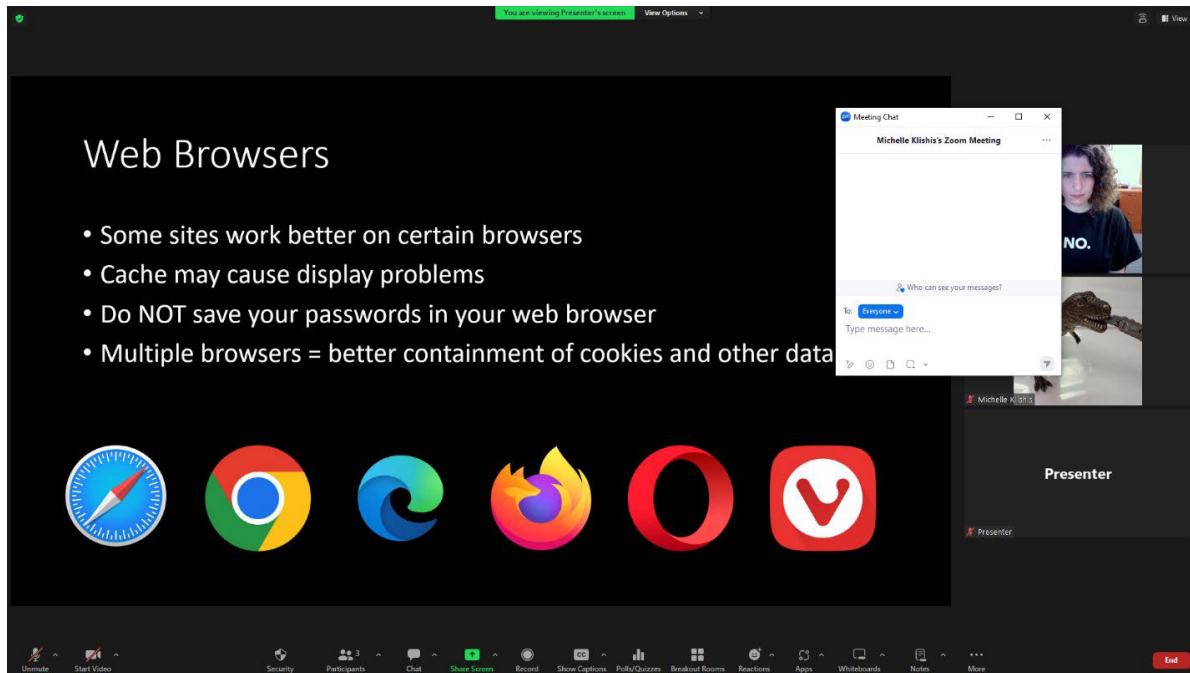 You are viewing Presenter's screen View Options
View
Web Browsers
• Some sites work better on certain browsers
• Cache may cause display problems
• Do NOT save your passwords in your web browser
• Multiple browsers = better containment of cookies and other data
Meeting Chat
Michelle Klishis's Zoom Meeting
Who can see your messages?
To: Everyone
Type message here...
NO.
Michelle Klishis
Presenter
Presenter
Unmute Start Video Security Participants 3 Chat Share Screen Record CC Show Captions Polls/Quizzes Breakout Rooms Reactions Apps Whiteboards Notes More End